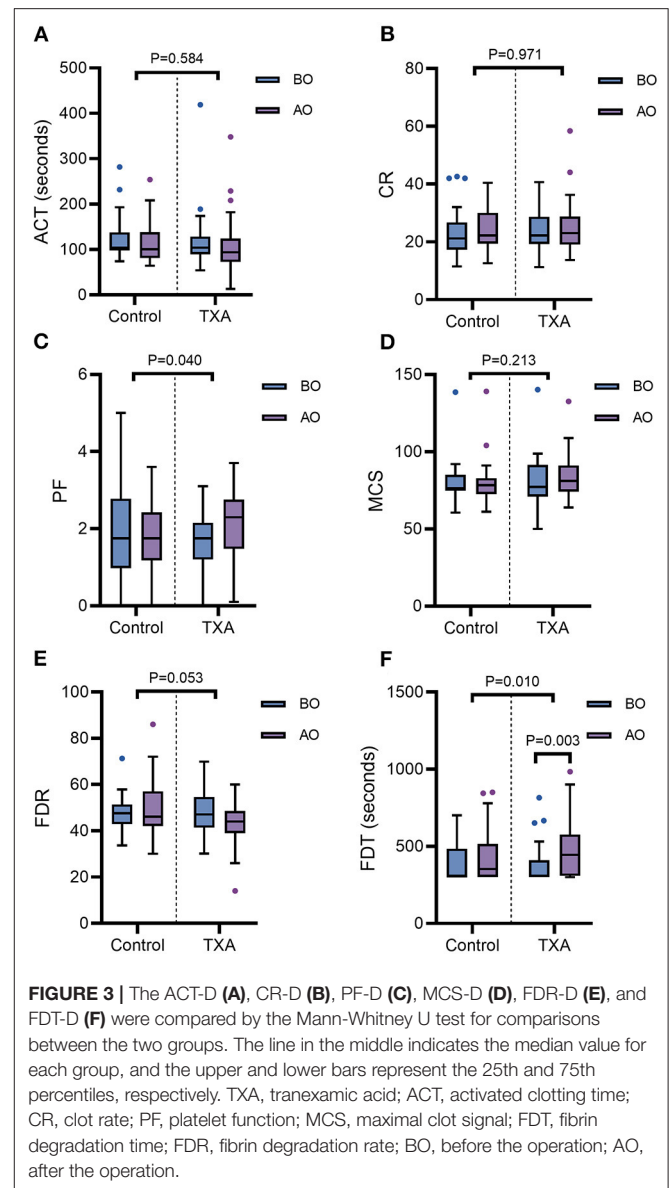 A
P=0.584
ACT (seconds)
500
400
300
200
100
0
Control
TXA
BO
AO
B
P=0.971
CR
80
60
40
20
0
Control
TXA
BO
AO
C
P=0.040
PF
6
4
2
0
Control
TXA
BO
AO
D
P=0.213
MCS
150
100
50
0
Control
TXA
BO
AO
E
P=0.053
FDR
100
80
60
40
20
0
Control
TXA
BO
AO
F
P=0.010
P=0.003
FDT (seconds)
1500
1000
500
0
Control
TXA
BO
AO
FIGURE 3 | The ACT-D (A), CR-D (B), PF-D (C), MCS-D (D), FDR-D (E), and
FDT-D (F) were compared by the Mann-Whitney U test for comparisons
between the two groups. The line in the middle indicates the median value for
each group, and the upper and lower bars represent the 25th and 75th
percentiles, respectively. TXA, tranexamic acid; ACT, activated clotting time;
CR, clot rate; PF, platelet function; MCS, maximal clot signal; FDT, fibrin
degradation time; FDR, fibrin degradation rate; BO, before the operation; AO,
after the operation.